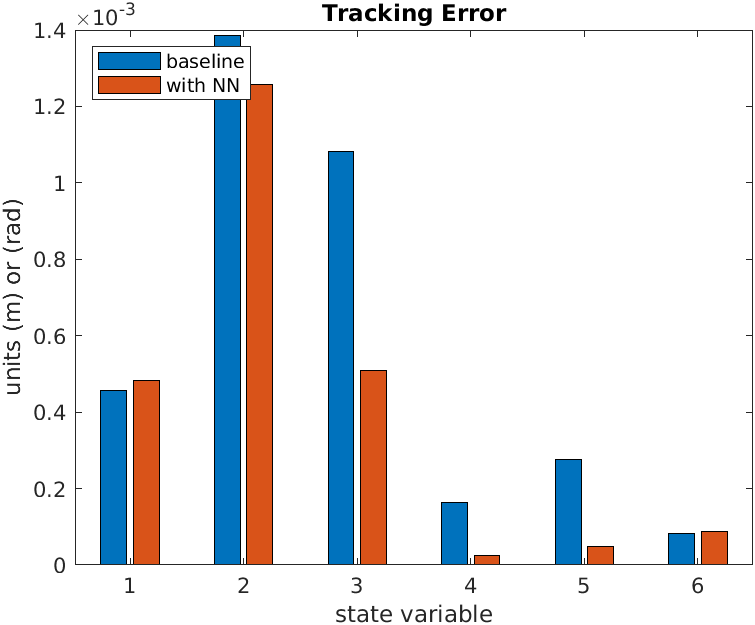 Tracking Error
×10-3
1.4
1.2
1
0.8
0.6
0.4
0.2
0
units (m) or (rad)
baseline
with NN
1 2 3 4 5 6
state variable